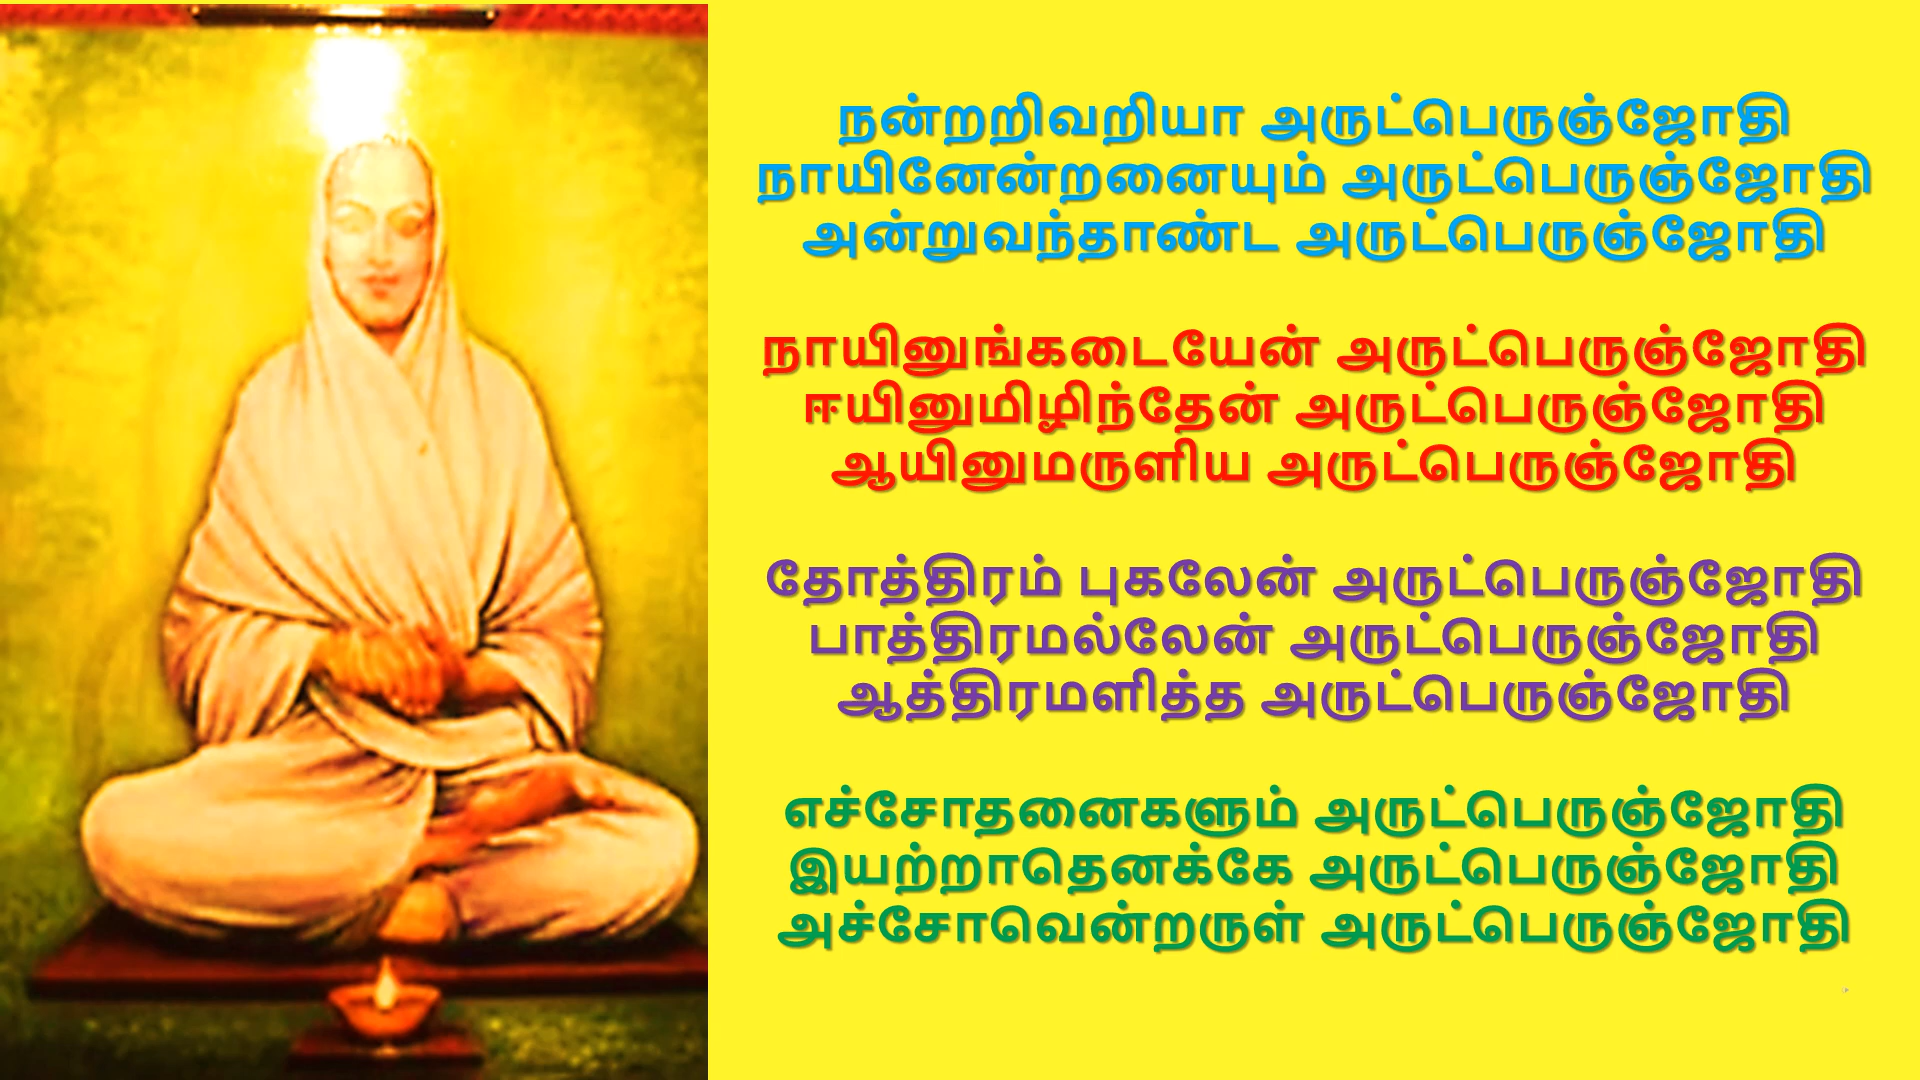 நன்றறிவறியா அருட்பெருஞ்ஜோதி
நாயினேன்றனையும் அருட்பெருஞ்ஜோதி
அன்றுவந்தாண்ட அருட்பெருஞ்ஜோதி
நாயினுங்கடையேன் அருட்பெருஞ்ஜோதி
ஈயினுமிழிந்தேன் அருட்பெருஞ்ஜோதி
ஆயினுமருளிய அருட்பெருஞ்ஜோதி
தோத்திரம் புகலேன் அருட்பெருஞ்ஜோதி
பாத்திரமல்லேன் அருட்பெருஞ்ஜோதி
ஆத்திரமளித்த அருட்பெருஞ்ஜோதி
எச்சோதனைகளும் அருட்பெருஞ்ஜோதி
இயற்றாதெனக்கே அருட்பெருஞ்ஜோதி
அச்சோவென்றருள் அருட்பெருஞ்ஜோதி